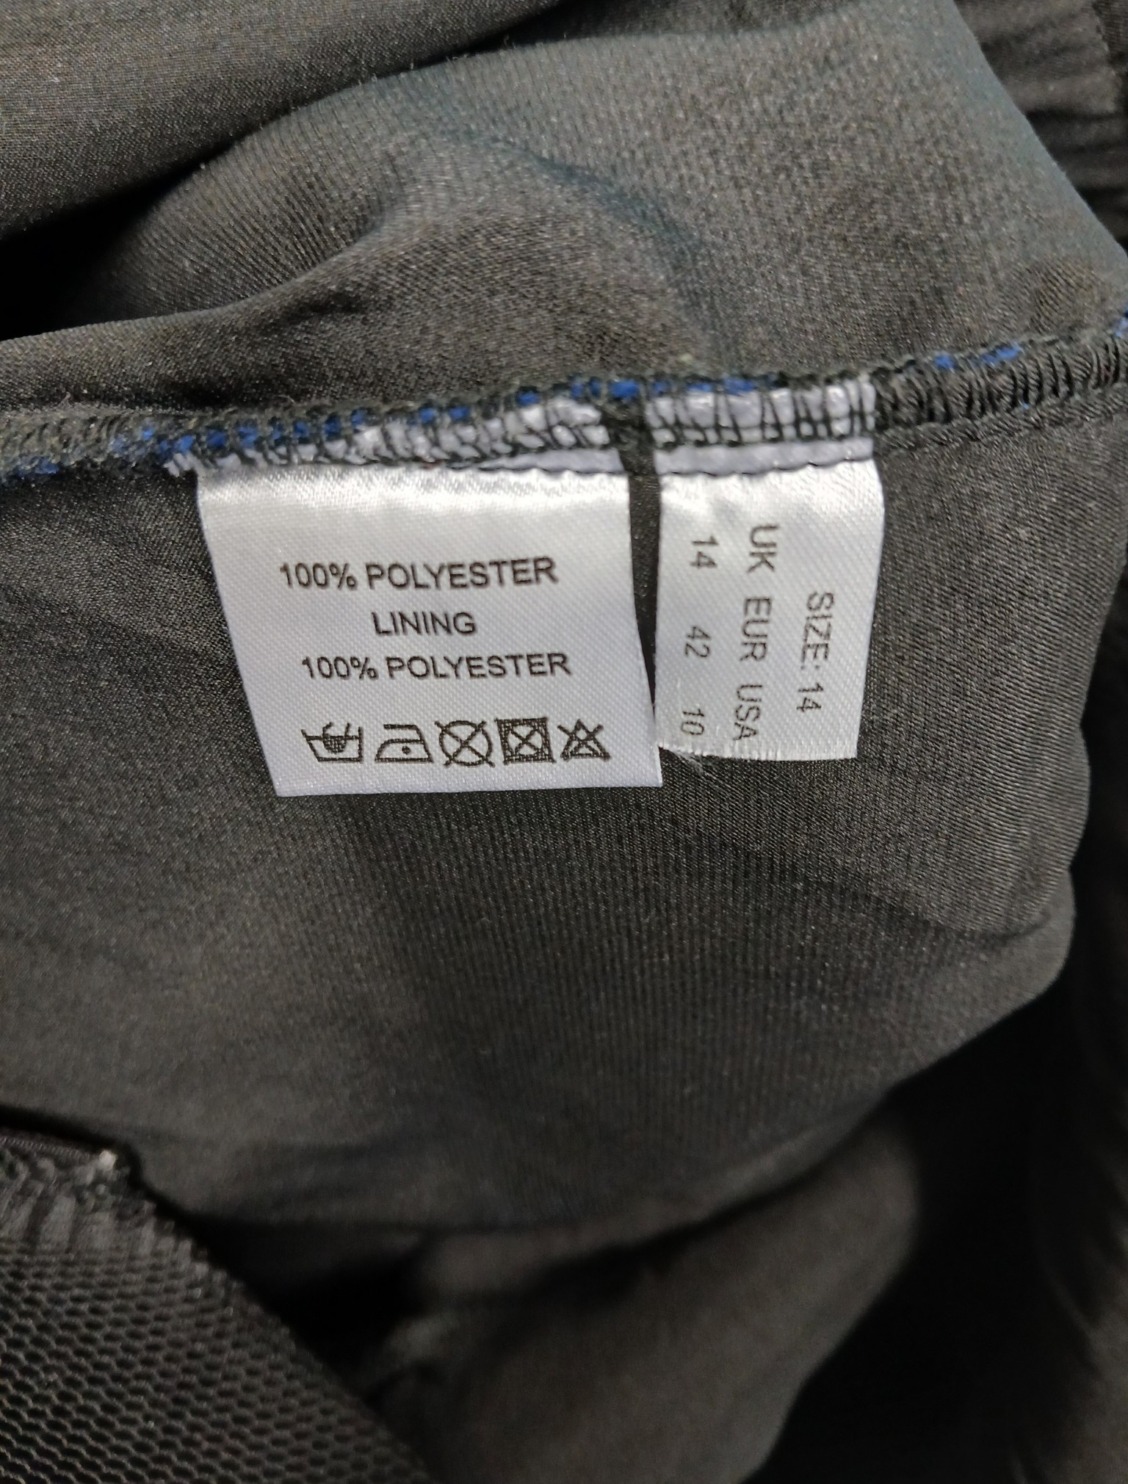 100% POLYESTER
LINING
100% POLYESTER
SIZE: 14
UK EUR USA
14 42 10